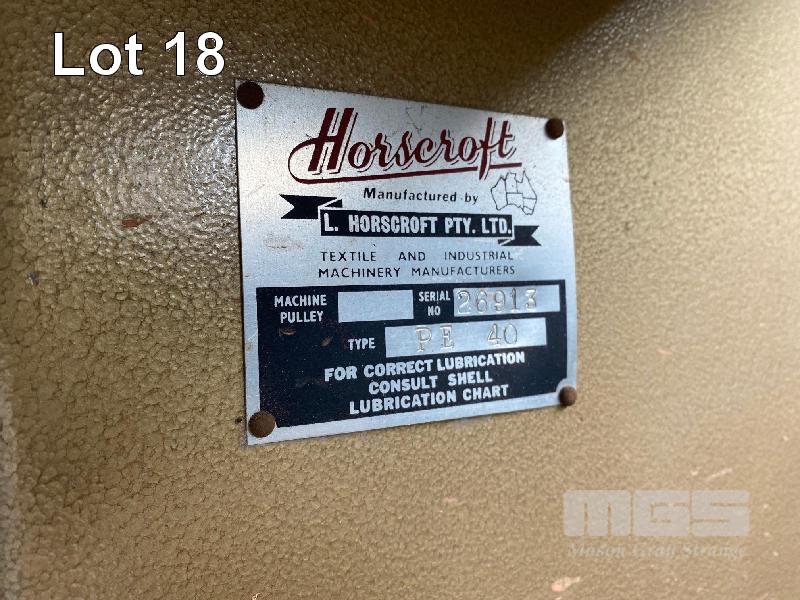 Lot 18
Horscroft
Manufactured by
L. HORSCROFT PTY. LTD.
TEXTILE AND INDUSTRIAL
MACHINERY MANUFACTURERS
MACHINE PULLEY
SERIAL NO 26913
TYPE PE 40
FOR CORRECT LUBRICATION
CONSULT SHELL
LUBRICATION CHART
MGS
Mason Gray Strange